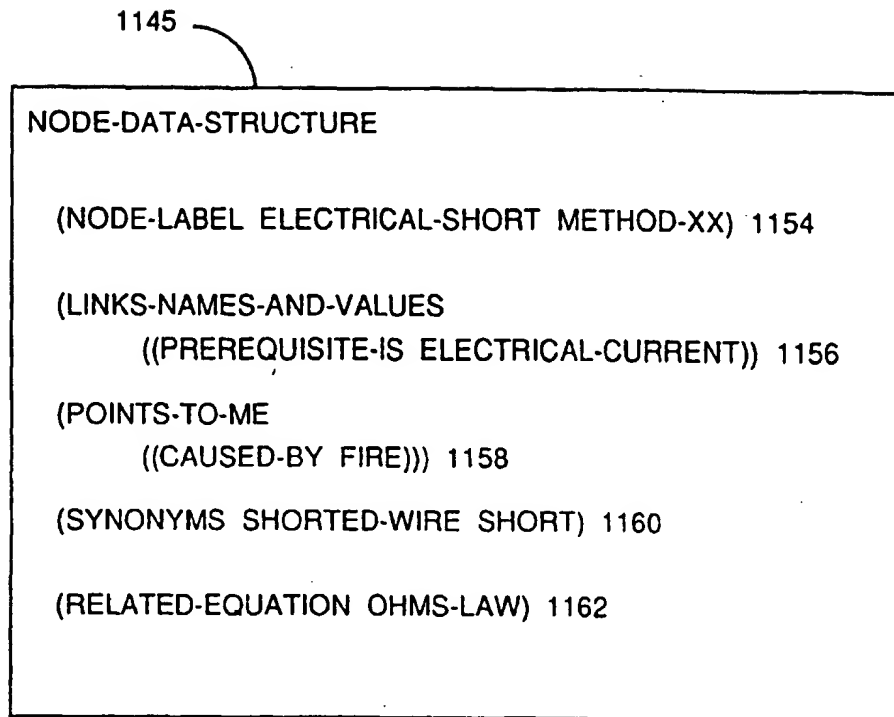 1145
NODE-DATA-STRUCTURE
(NODE-LABEL ELECTRICAL-SHORT METHOD-XX) 1154
(LINKS-NAMES-AND-VALUES
((PREREQUISITE-IS ELECTRICAL-CURRENT)) 1156
(POINTS-TO-ME
((CAUSED-BY FIRE))) 1158
(SYNONYMS SHORTED-WIRE SHORT) 1160
(RELATED-EQUATION OHMS-LAW) 1162